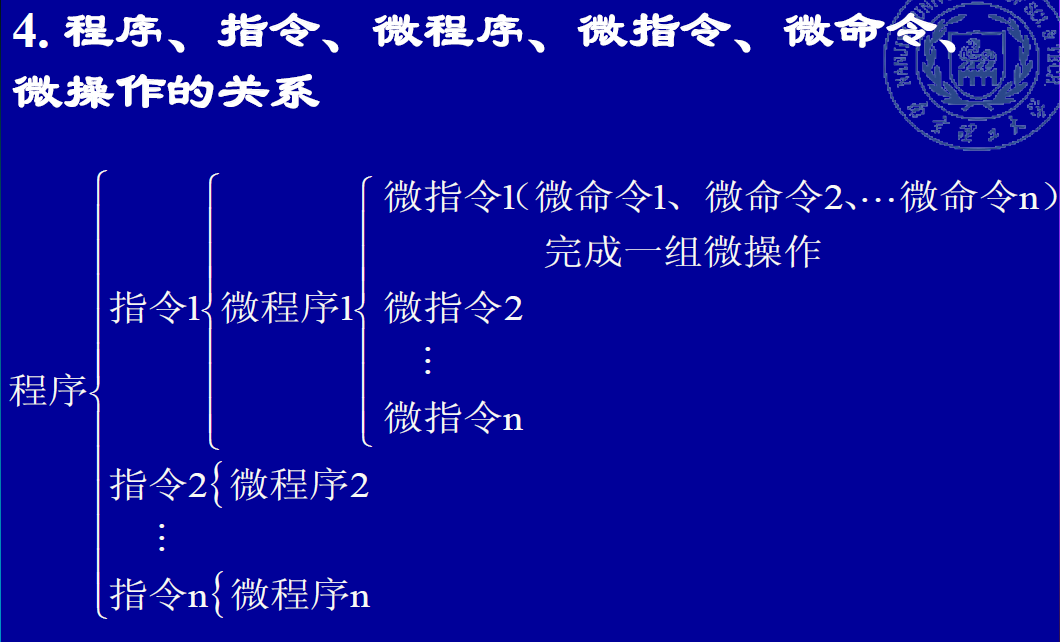 4. 程序、指令、微程序、微指令、微命令、
微操作的关系
微指令1（微命令1、微命令2、…微命令n）
完成一组微操作
指令1{微程序1{微指令2
⋮
程序{
微指令n
指令2{微程序2
⋮
指令n{微程序n